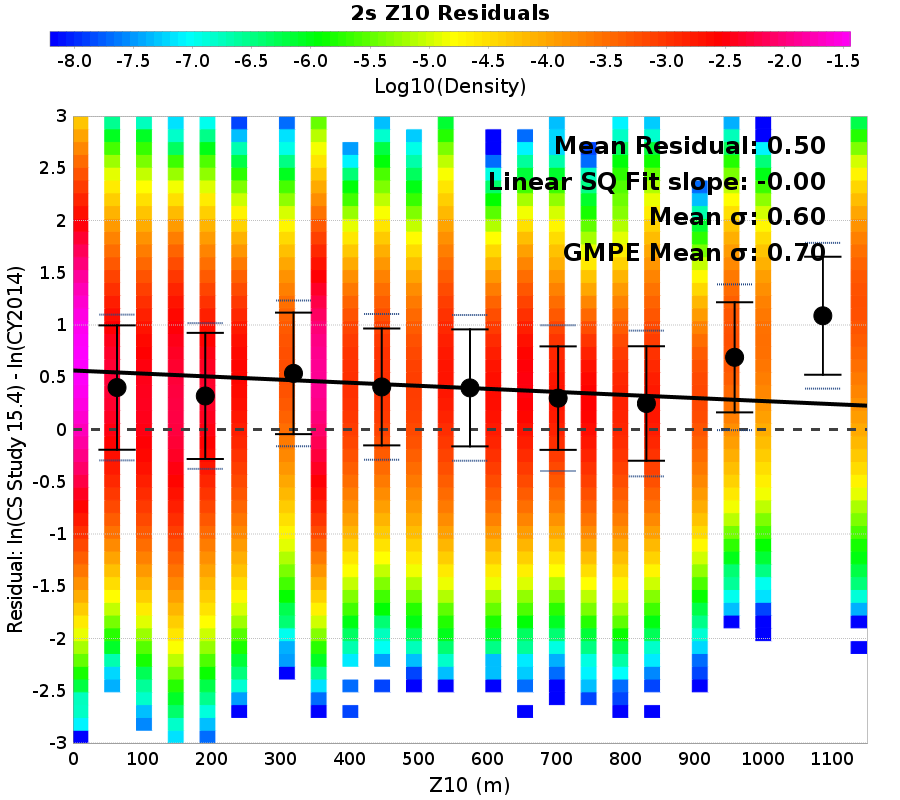 2s Z10 Residuals
-8.0 -7.5 -7.0 -6.5 -6.0 -5.5 -5.0 -4.5 -4.0 -3.5 -3.0 -2.5 -2.0 -1.5
Log10(Density)
Residual: ln(CS Study 15.4) - ln(CY2014)
3
2.5
2
1.5
1
0.5
0
-0.5
-1
-1.5
-2
-2.5
-3
Mean Residual: 0.50
Linear SQ Fit slope: -0.00
Mean σ: 0.60
GMPE Mean σ: 0.70
0 100 200 300 400 500 600 700 800 900 1000 1100
Z10 (m)